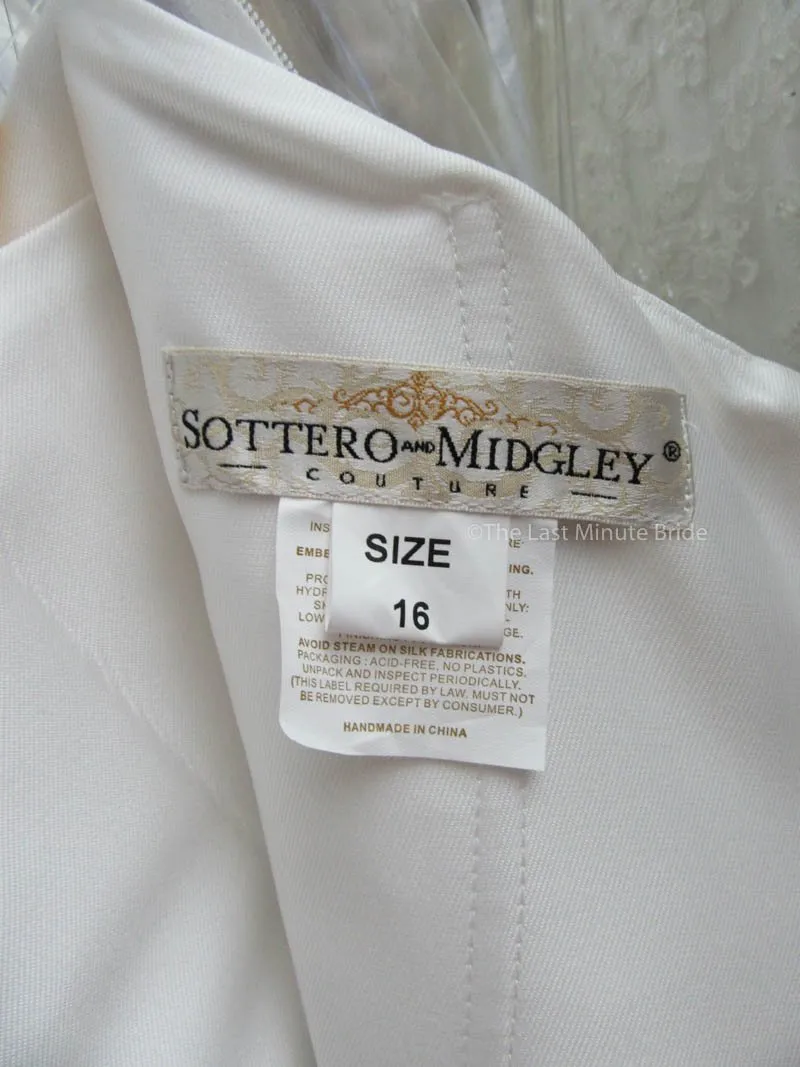 SOTTERO AND MIDGLEY ®
COUTURE
©The Last Minute Bride
SIZE
16
AVOID STEAM ON SILK FABRICATIONS.
PACKAGING : ACID-FREE, NO PLASTICS.
UNPACK AND INSPECT PERIODICALLY.
(THIS LABEL REQUIRED BY LAW. MUST NOT
BE REMOVED EXCEPT BY CONSUMER.)
HANDMADE IN CHINA